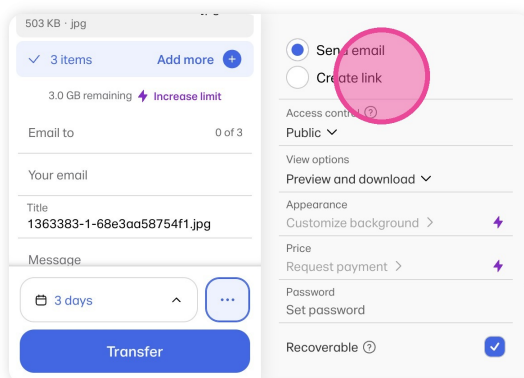 503 KB · jpg
3 items
Add more
3.0 GB remaining
Increase limit
Email to
0 of 3
Your email
Title
1363383-1-68e3aa58754f1.jpg
Message
3 days
Transfer
Send email
Create link
Access control
Public
View options
Preview and download
Appearance
Customize background
Price
Request payment
Password
Set password
Recoverable